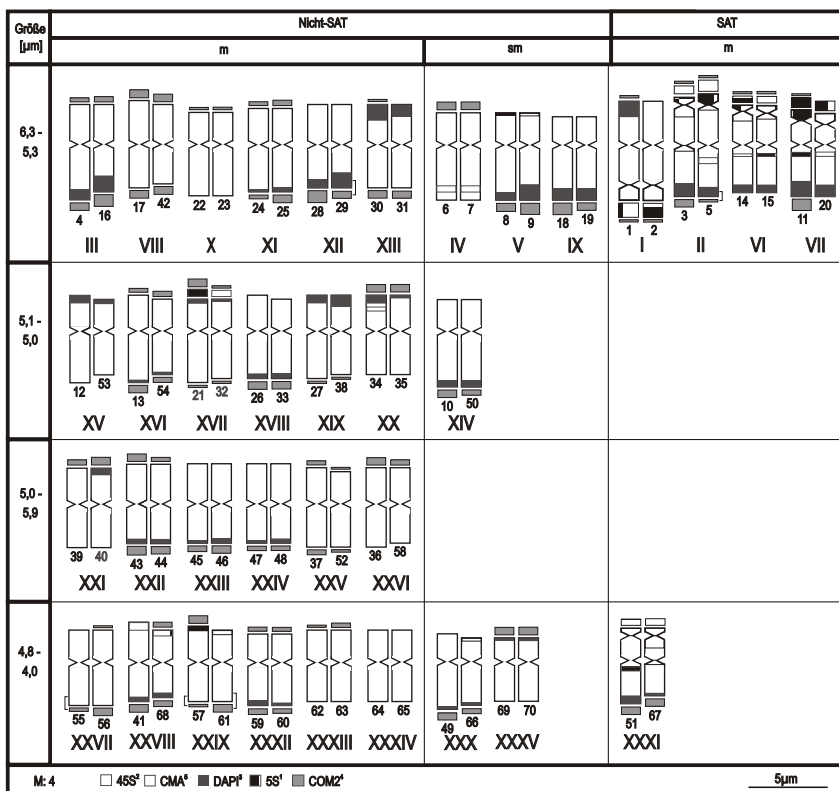 Größe
[µm]
Nicht-SAT
SAT
m
sm
m
6,3 -
5,3
4 16 17 42 22 23 24 25 28 29 30 31 6 7 8 9 18 19 1 2 3 5 14 15 11 20
III VIII X XI XII XIII IV V IX I II VI VII
5,1 -
5,0
12 53 13 54 21 32 26 33 27 38 34 35 10 50
XV XVI XVII XVIII XIX XX XIV
5,0 -
5,9
39 40 43 44 45 46 47 48 37 52 36 58
XXI XXII XXIII XXIV XXV XXVI
4,8 -
4,0
55 56 41 68 57 61 59 60 62 63 64 65 49 66 69 70 51 67
XXVII XXVIII XXIX XXXII XXXIII XXXIV XXX XXXV XXXI
M: 4 45S² CMA⁵ DAPI³ 5S¹ COM2⁴ 5µm